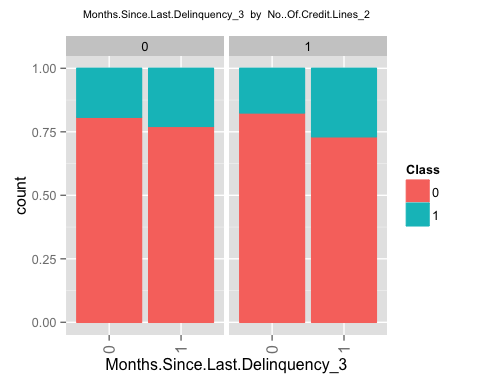 Months.Since.Last.Delinquency_3 by No..Of.Credit.Lines_2
0 1
1.00
0.75
0.50
0.25
0.00
count
0 1 0 1
Months.Since.Last.Delinquency_3
Class
0
1